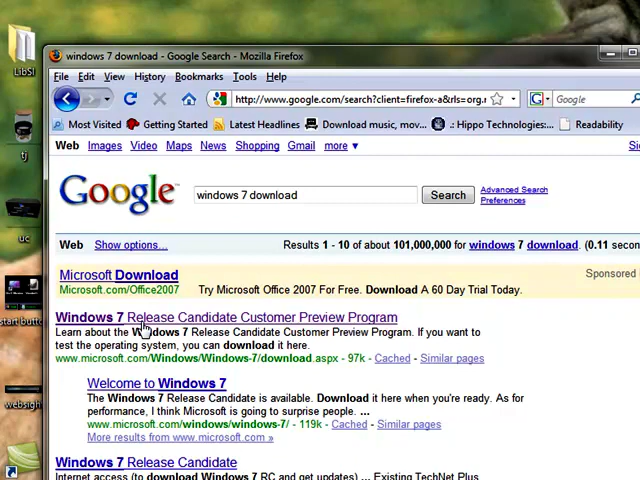 windows 7 download - Google Search - Mozilla Firefox
File Edit View History Bookmarks Tools Help
http://www.google.com/search?client=firefox-a&rls=org.r
Google
Most Visited Getting Started Latest Headlines Download music, mov... .: Hippo Technologies:... Readability
Web Images Video Maps News Shopping Gmail more ▼
Google™ windows 7 download Search Advanced Search
Preferences
Web Show options... Results 1 - 10 of about 101,000,000 for windows 7 download. (0.11 secon
Microsoft Download Sponsored
Microsoft.com/Office2007 Try Microsoft Office 2007 For Free. Download A 60 Day Trial Today.
Windows 7 Release Candidate Customer Preview Program
Learn about the Windows 7 Release Candidate Customer Preview Program. If you want to
test the operating system, you can download it here.
www.microsoft.com/Windows/Windows-7/download.aspx - 97k - Cached - Similar pages
Welcome to Windows 7
The Windows 7 Release Candidate is available. Download it here when you're ready. As for
performance, I think Microsoft is going to surprise people. ...
www.microsoft.com/windows/windows-7/ - 119k - Cached - Similar pages
More results from www.microsoft.com »
Windows 7 Release Candidate
Internet access (to download Windows 7 RC and get updates) ... Existing TechNet Plus
LibSl
tj
uc
start butto
websigh